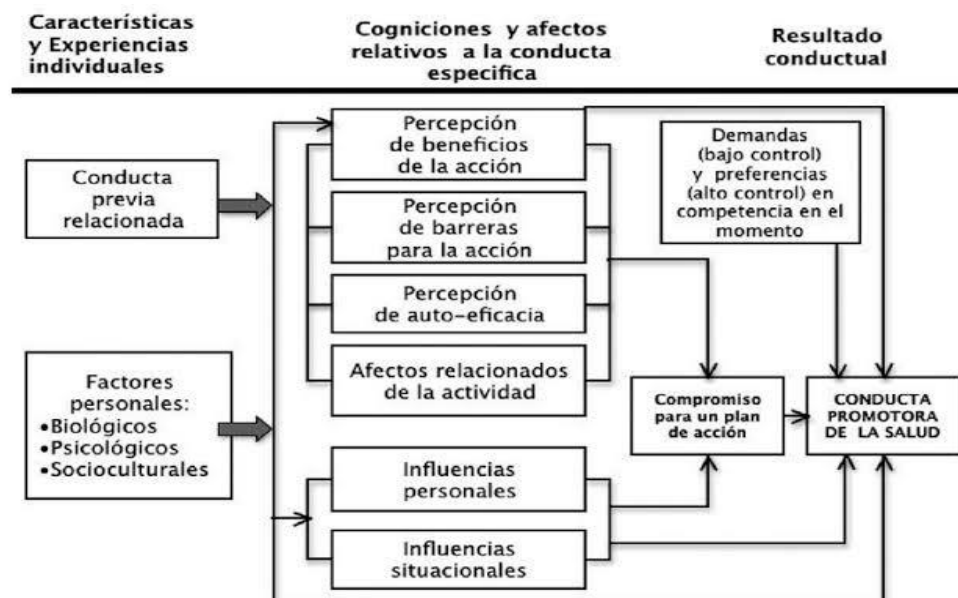 Características
y Experiencias
individuales
Cogniciones y afectos
relativos a la conducta
especifica
Resultado
conductual
Conducta
previa
relacionada
Factores
personales:
•Biológicos
•Psicológicos
•Socioculturales
Percepción
de beneficios
de la acción
Percepción
de barreras
para la acción
Percepción
de auto-eficacia
Afectos relacionados
de la actividad
Influencias
personales
Influencias
situacionales
Demandas
(bajo control)
y preferencias
(alto control) en
competencia en el
momento
Compromiso
para un plan
de acción
CONDUCTA
PROMOTORA
DE LA SALUD